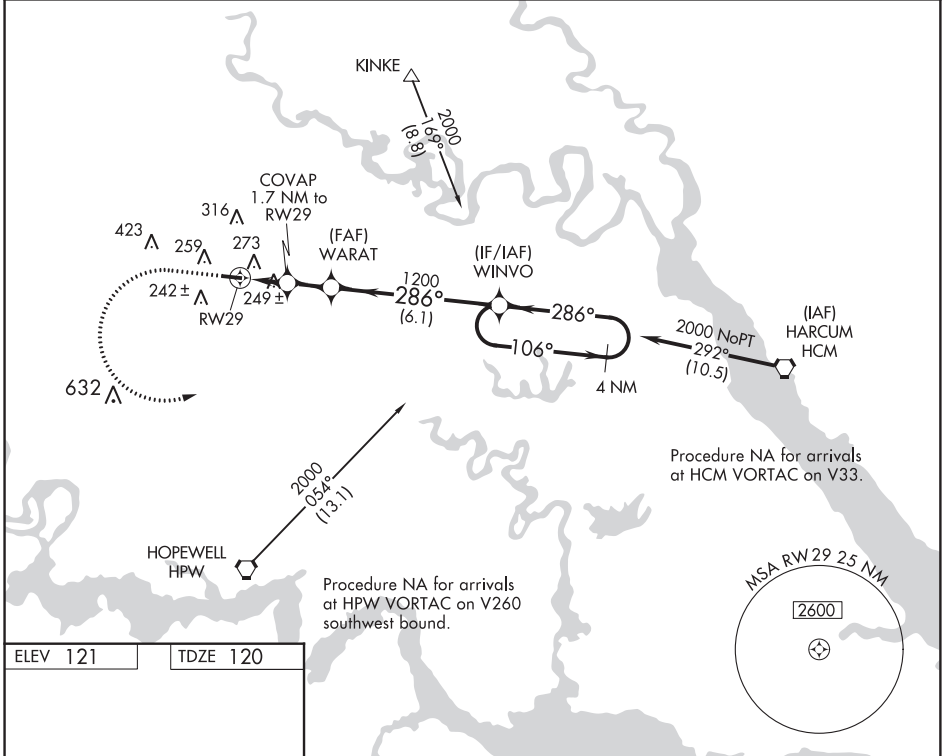 KINKE
2000
169°
(8.8)
COVAP
1.7 NM to
RW29
316
423
259
273
(FAF)
WARAT
(IF/IAF)
WINVO
242 ±
249 ±
RW29
1200
286°
(6.1)
286°
106°
4 NM
2000 NoPT
292°
(10.5)
(IAF)
HARCUM
HCM
632
Procedure NA for arrivals
at HCM VORTAC on V33.
2000
054°
(13.1)
HOPEWELL
HPW
Procedure NA for arrivals
at HPW VORTAC on V260
southwest bound.
MSA RW 29 25 NM
2600
ELEV 121
TDZE 120